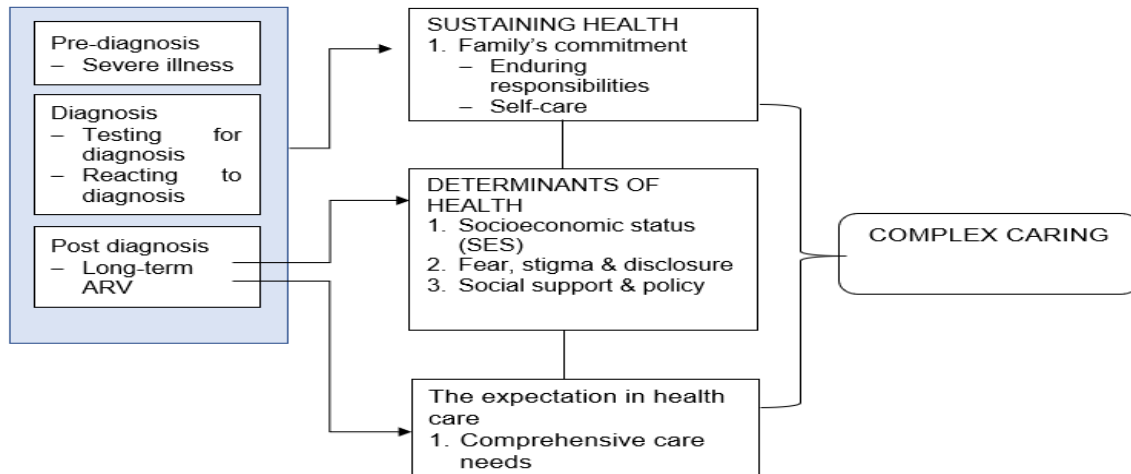 Pre-diagnosis
– Severe illness
Diagnosis
– Testing for
diagnosis
– Reacting to
diagnosis
Post diagnosis
– Long-term
ARV
SUSTAINING HEALTH
1. Family’s commitment
– Enduring
responsibilities
– Self-care
DETERMINANTS OF
HEALTH
1. Socioeconomic status
(SES)
2. Fear, stigma & disclosure
3. Social support & policy
The expectation in health
care
1. Comprehensive care
needs
COMPLEX CARING